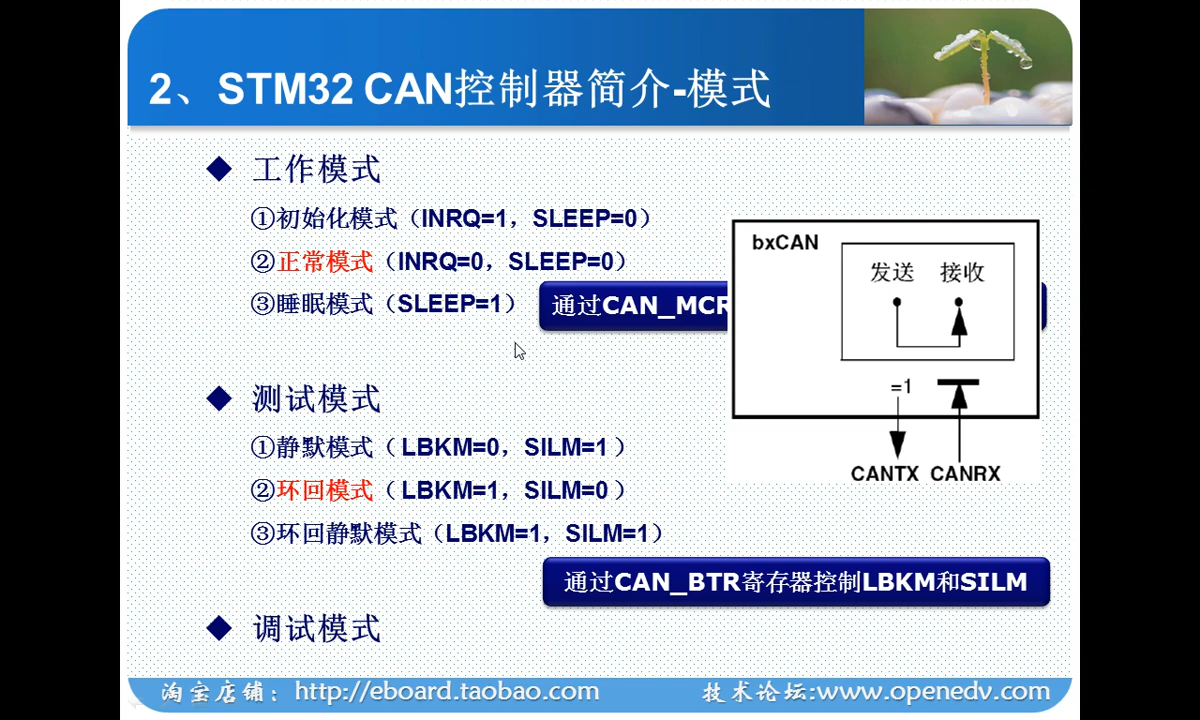 2、STM32 CAN控制器简介-模式
◆ 工作模式
①初始化模式（INRQ=1，SLEEP=0）
②正常模式（INRQ=0，SLEEP=0）
③睡眠模式（SLEEP=1）
通过CAN_MCR
bxCAN
发送 接收
=1
CANTX CANRX
◆ 测试模式
①静默模式（ LBKM=0，SILM=1 ）
②环回模式（ LBKM=1，SILM=0 ）
③环回静默模式（LBKM=1，SILM=1）
通过CAN_BTR寄存器控制LBKM和SILM
◆ 调试模式
淘宝店铺：http://eboard.taobao.com
技术论坛:www.openedv.com